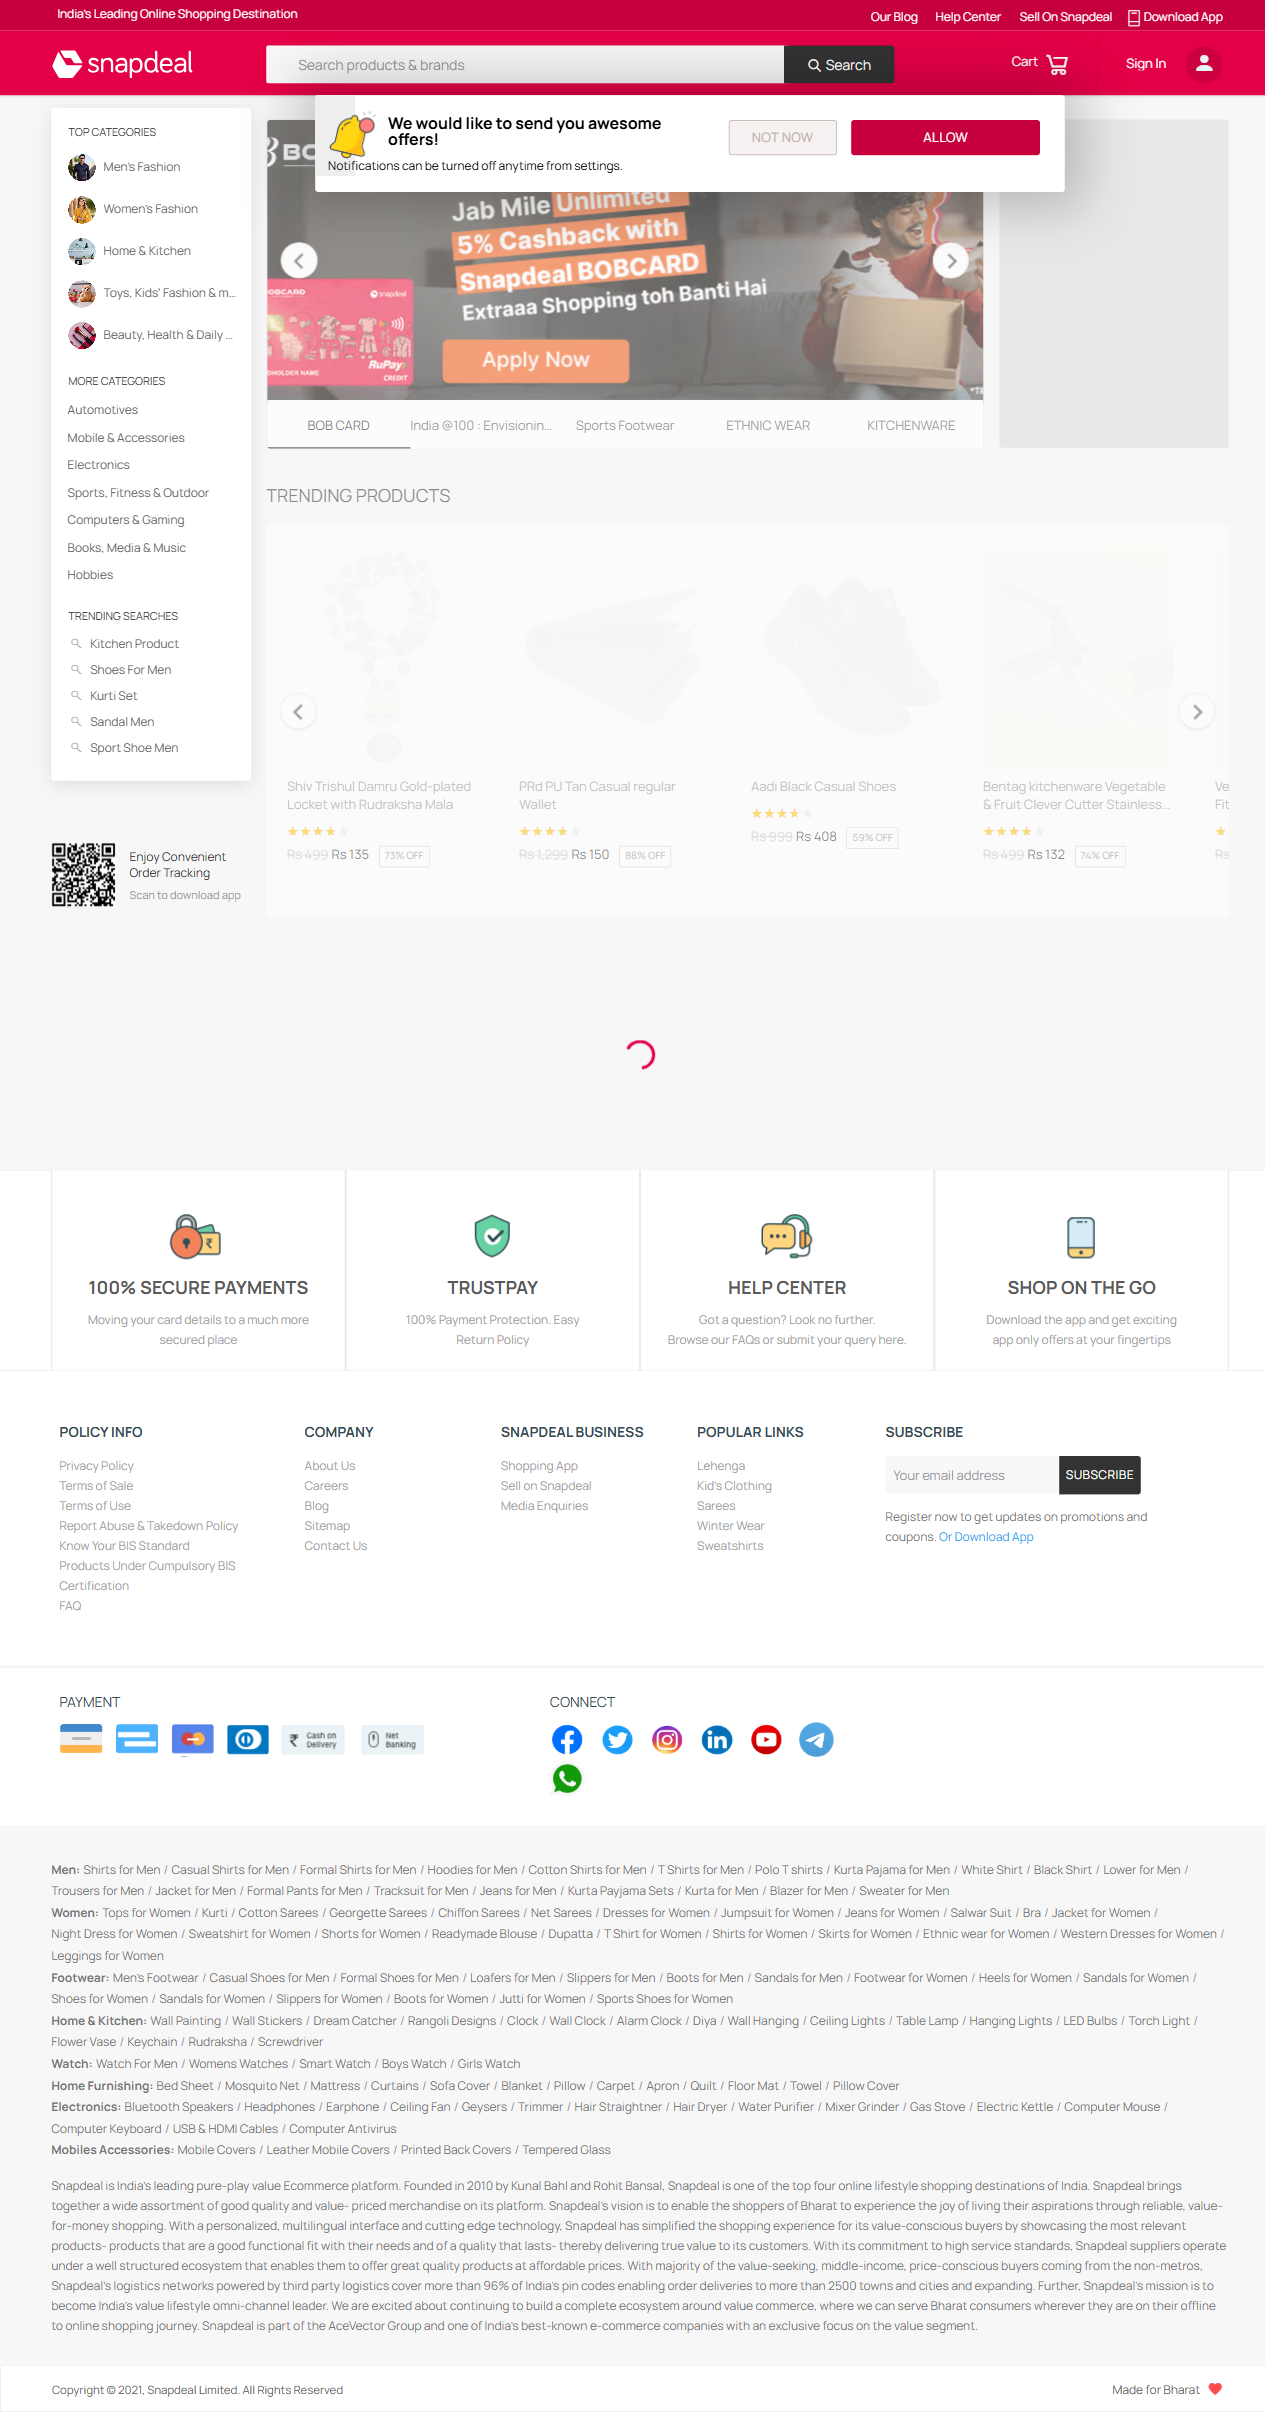 India's Leading Online Shopping Destination
Our Blog Help Center Sell On Snapdeal Download App
snapdeal
Search products & brands
Search
Cart
Sign In
We would like to send you awesome
offers!
Notifications can be turned off anytime from settings.
NOT NOW
ALLOW
TOP CATEGORIES
Men's Fashion
Women's Fashion
Home & Kitchen
Toys, Kids' Fashion & m...
Beauty, Health & Daily ...
MORE CATEGORIES
Automotives
Mobile & Accessories
Electronics
Sports, Fitness & Outdoor
Computers & Gaming
Books, Media & Music
Hobbies
TRENDING SEARCHES
Kitchen Product
Shoes For Men
Kurti Set
Sandal Men
Sport Shoe Men
Enjoy Convenient
Order Tracking
Scan to download app
Jab Mile Unlimited
5% Cashback with
Snapdeal BOBCARD
Extraaa Shopping toh Banti Hai
Apply Now
BOBCARD
snapdeal
RuPay
CREDIT
DHOLDER NAME
BOB CARD
India @100 : Envisionin...
Sports Footwear
ETHNIC WEAR
KITCHENWARE
TRENDING PRODUCTS
Shiv Trishul Damru Gold-plated
Locket with Rudraksha Mala
Rs 499 Rs 135 73% OFF
PRd PU Tan Casual regular
Wallet
Rs 1,299 Rs 150 88% OFF
Aadi Black Casual Shoes
Rs 999 Rs 408 59% OFF
Bentag kitchenware Vegetable
& Fruit Clever Cutter Stainless...
Rs 499 Rs 132 74% OFF
Ve
Fit
Rs
100% SECURE PAYMENTS
Moving your card details to a much more
secured place
TRUSTPAY
100% Payment Protection. Easy
Return Policy
HELP CENTER
Got a question? Look no further.
Browse our FAQs or submit your query here.
SHOP ON THE GO
Download the app and get exciting
app only offers at your fingertips
POLICY INFO
Privacy Policy
Terms of Sale
Terms of Use
Report Abuse & Takedown Policy
Know Your BIS Standard
Products Under Cumpulsory BIS
Certification
FAQ
COMPANY
About Us
Careers
Blog
Sitemap
Contact Us
SNAPDEAL BUSINESS
Shopping App
Sell on Snapdeal
Media Enquiries
POPULAR LINKS
Lehenga
Kid's Clothing
Sarees
Winter Wear
Sweatshirts
SUBSCRIBE
Your email address
SUBSCRIBE
Register now to get updates on promotions and
coupons. Or Download App
PAYMENT
Cash on
Delivery
Net
Banking
CONNECT
Men: Shirts for Men / Casual Shirts for Men / Formal Shirts for Men / Hoodies for Men / Cotton Shirts for Men / T Shirts for Men / Polo T shirts / Kurta Pajama for Men / White Shirt / Black Shirt / Lower for Men /
Trousers for Men / Jacket for Men / Formal Pants for Men / Tracksuit for Men / Jeans for Men / Kurta Payjama Sets / Kurta for Men / Blazer for Men / Sweater for Men
Women: Tops for Women / Kurti / Cotton Sarees / Georgette Sarees / Chiffon Sarees / Net Sarees / Dresses for Women / Jumpsuit for Women / Jeans for Women / Salwar Suit / Bra / Jacket for Women /
Night Dress for Women / Sweatshirt for Women / Shorts for Women / Readymade Blouse / Dupatta / T Shirt for Women / Shirts for Women / Skirts for Women / Ethnic wear for Women / Western Dresses for Women /
Leggings for Women
Footwear: Men's Footwear / Casual Shoes for Men / Formal Shoes for Men / Loafers for Men / Slippers for Men / Boots for Men / Sandals for Men / Footwear for Women / Heels for Women / Sandals for Women /
Shoes for Women / Sandals for Women / Slippers for Women / Boots for Women / Jutti for Women / Sports Shoes for Women
Home & Kitchen: Wall Painting / Wall Stickers / Dream Catcher / Rangoli Designs / Clock / Wall Clock / Alarm Clock / Diya / Wall Hanging / Ceiling Lights / Table Lamp / Hanging Lights / LED Bulbs / Torch Light /
Flower Vase / Keychain / Rudraksha / Screwdriver
Watch: Watch For Men / Womens Watches / Smart Watch / Boys Watch / Girls Watch
Home Furnishing: Bed Sheet / Mosquito Net / Mattress / Curtains / Sofa Cover / Blanket / Pillow / Carpet / Apron / Quilt / Floor Mat / Towel / Pillow Cover
Electronics: Bluetooth Speakers / Headphones / Earphone / Ceiling Fan / Geysers / Trimmer / Hair Straightner / Hair Dryer / Water Purifier / Mixer Grinder / Gas Stove / Electric Kettle / Computer Mouse /
Computer Keyboard / USB & HDMI Cables / Computer Antivirus
Mobiles Accessories: Mobile Covers / Leather Mobile Covers / Printed Back Covers / Tempered Glass
Snapdeal is India's leading pure-play value Ecommerce platform. Founded in 2010 by Kunal Bahl and Rohit Bansal, Snapdeal is one of the top four online lifestyle shopping destinations of India. Snapdeal brings
together a wide assortment of good quality and value- priced merchandise on its platform. Snapdeal's vision is to enable the shoppers of Bharat to experience the joy of living their aspirations through reliable, value-
for-money shopping. With a personalized, multilingual interface and cutting edge technology, Snapdeal has simplified the shopping experience for its value-conscious buyers by showcasing the most relevant
products- products that are a good functional fit with their needs and of a quality that lasts- thereby delivering true value to its customers. With its commitment to high service standards, Snapdeal suppliers operate
under a well structured ecosystem that enables them to offer great quality products at affordable prices. With majority of the value-seeking, middle-income, price-conscious buyers coming from the non-metros,
Snapdeal's logistics networks powered by third party logistics cover more than 96% of India's pin codes enabling order deliveries to more than 2500 towns and cities and expanding. Further, Snapdeal's mission is to
become India's value lifestyle omni-channel leader. We are excited about continuing to build a complete ecosystem around value commerce, where we can serve Bharat consumers wherever they are on their offline
to online shopping journey. Snapdeal is part of the AceVector Group and one of India's best-known e-commerce companies with an exclusive focus on the value segment.
Copyright © 2021, Snapdeal Limited. All Rights Reserved
Made for Bharat